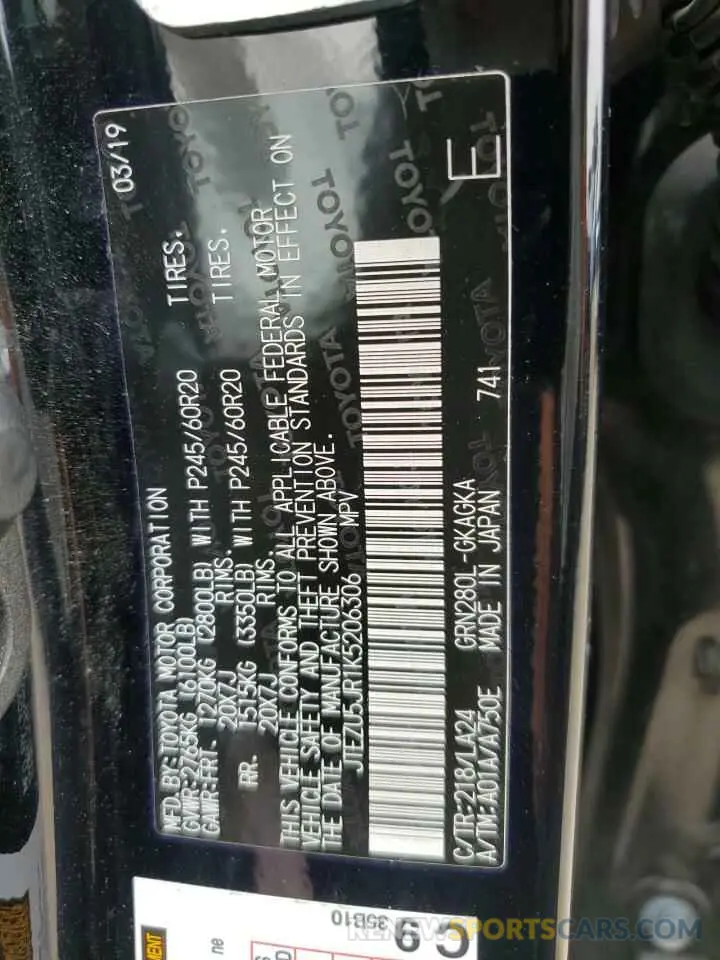 MFD. BY: TOYOTA MOTOR CORPORATION 03/19
GVWR: 2765KG (6100LB)
GAWR: FRT. 1270KG (2800LB) WITH P245/60R20 TIRES.
20X7J RIMS.
RR. 1515KG (3350LB) WITH P245/60R20 TIRES.
20X7J RIMS.
THIS VEHICLE CONFORMS TO ALL APPLICABLE FEDERAL MOTOR
VEHICLE SAFETY AND THEFT PREVENTION STANDARDS IN EFFECT ON
THE DATE OF MANUFACTURE SHOWN ABOVE.
JTEZU5JR1K5206306 MPV
C/TR:218/LA24 GRN280L-GKAGKA 741
A/TM:A01A/A750E MADE IN JAPAN
E
TOYOTA
35B10
NEWSPORTSCARS.COM